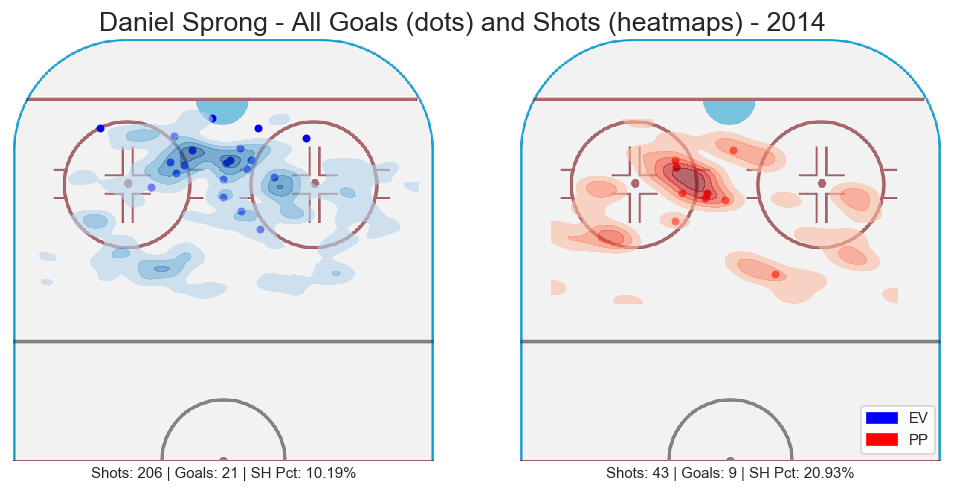 Daniel Sprong - All Goals (dots) and Shots (heatmaps) - 2014
EV
PP
Shots: 206 | Goals: 21 | SH Pct: 10.19%
Shots: 43 | Goals: 9 | SH Pct: 20.93%